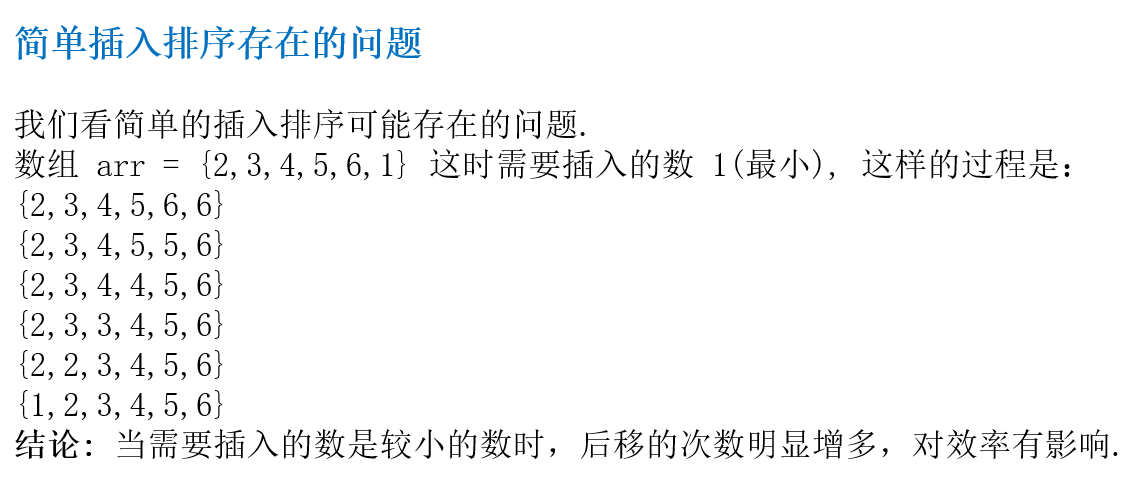 简单插入排序存在的问题
我们看简单的插入排序可能存在的问题.
数组 arr = {2,3,4,5,6,1} 这时需要插入的数 1(最小), 这样的过程是:
{2,3,4,5,6,6}
{2,3,4,5,5,6}
{2,3,4,4,5,6}
{2,3,3,4,5,6}
{2,2,3,4,5,6}
{1,2,3,4,5,6}
结论: 当需要插入的数是较小的数时，后移的次数明显增多，对效率有影响.